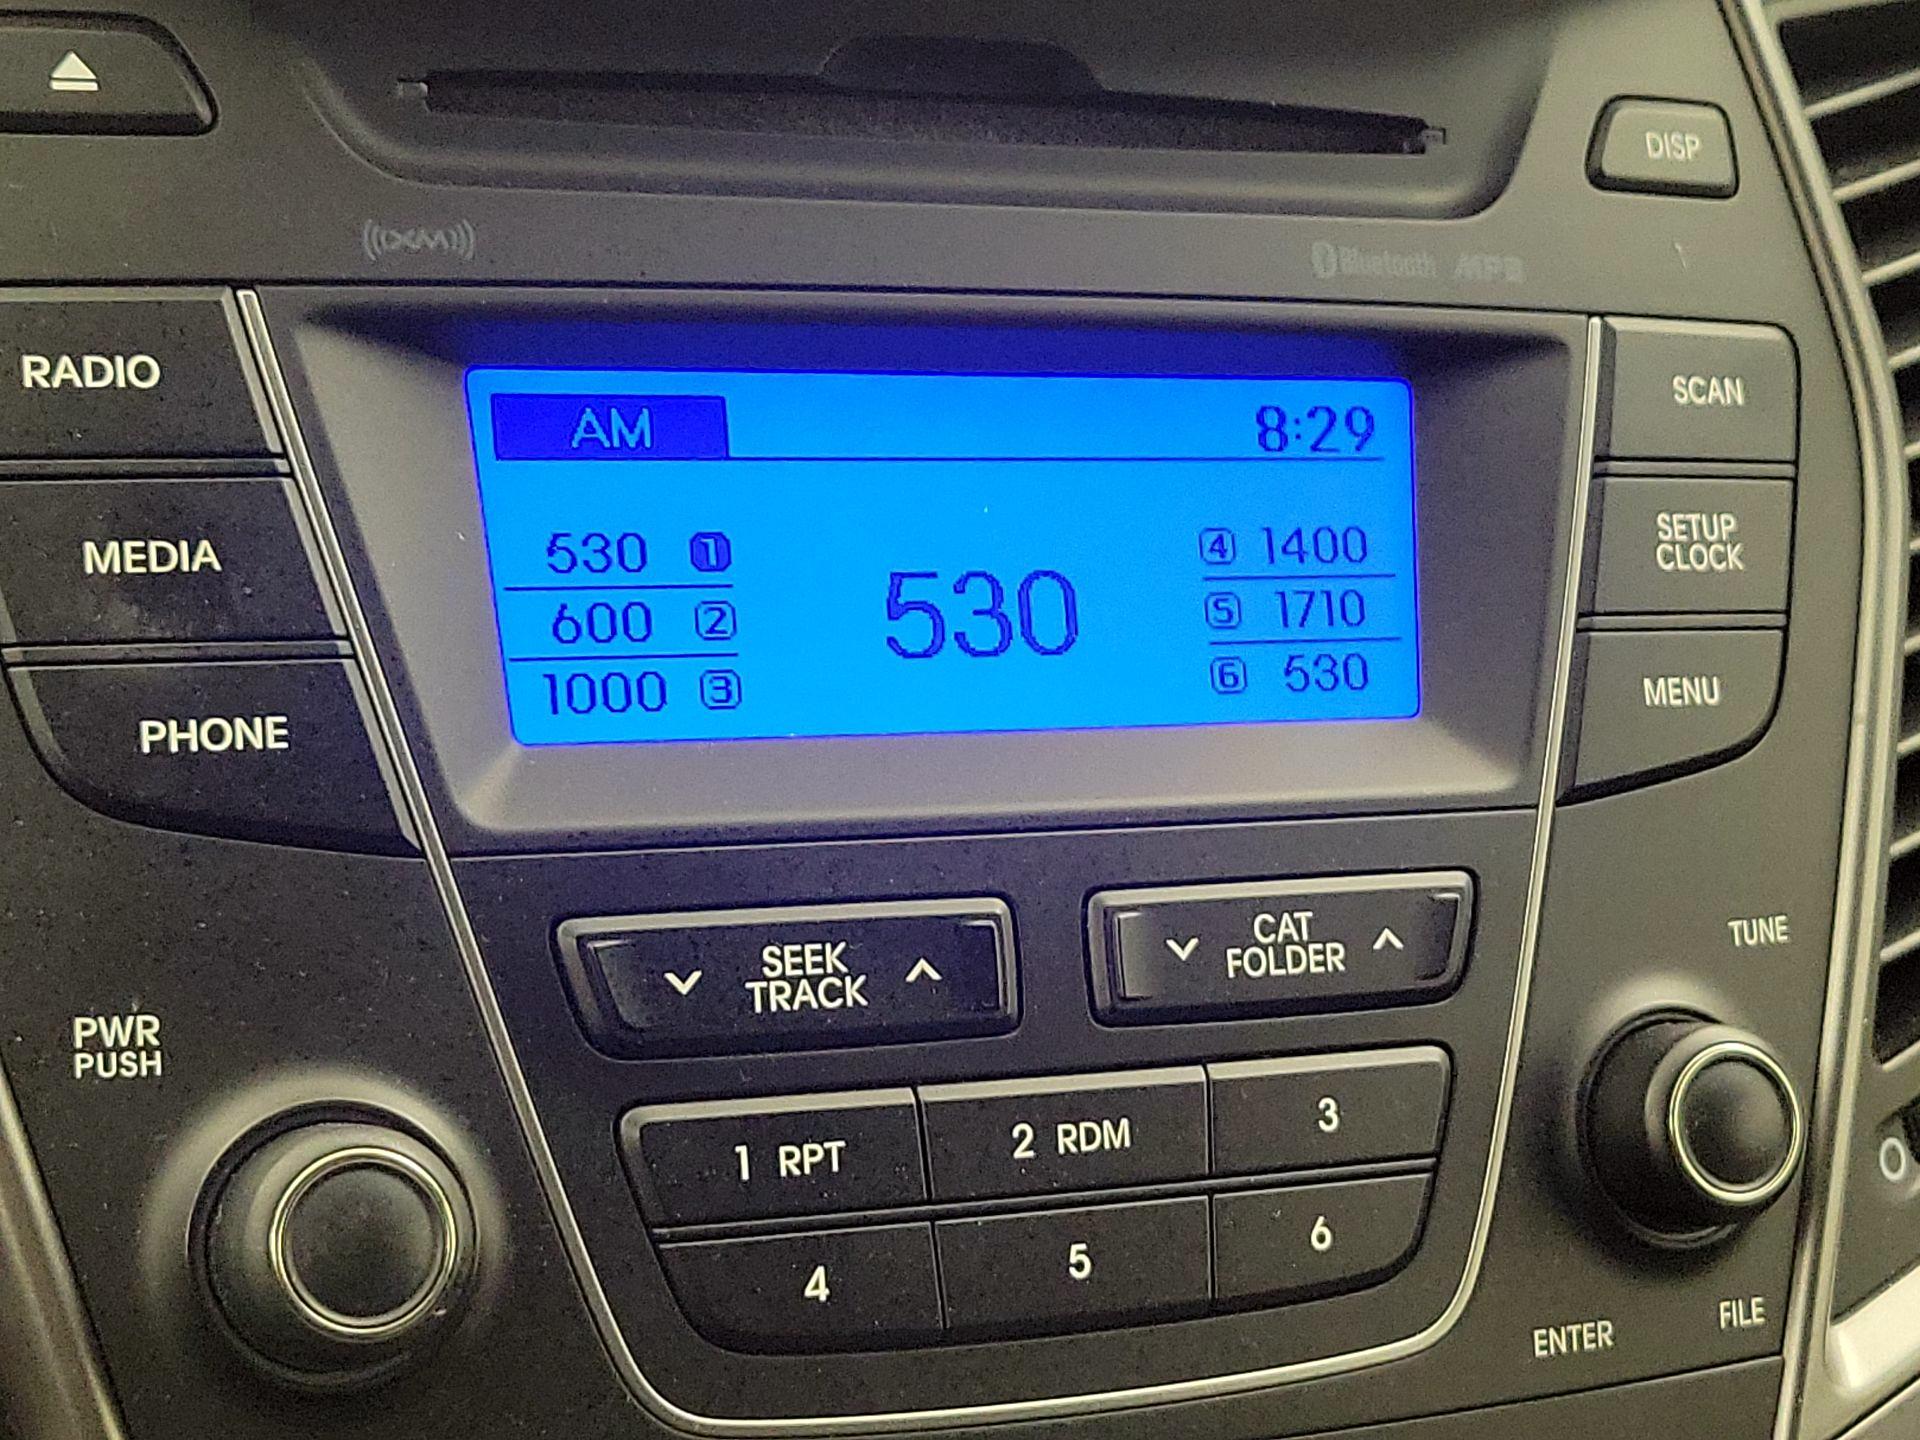 DISP
((XM))
Bluetooth MP3
RADIO
MEDIA
PHONE
AM 8:29
530 1
600 2
1000 3
530
4 1400
5 1710
6 530
SCAN
SETUP
CLOCK
MENU
SEEK
TRACK
CAT
FOLDER
TUNE
PWR
PUSH
1 RPT
2 RDM
3
4
5
6
ENTER
FILE